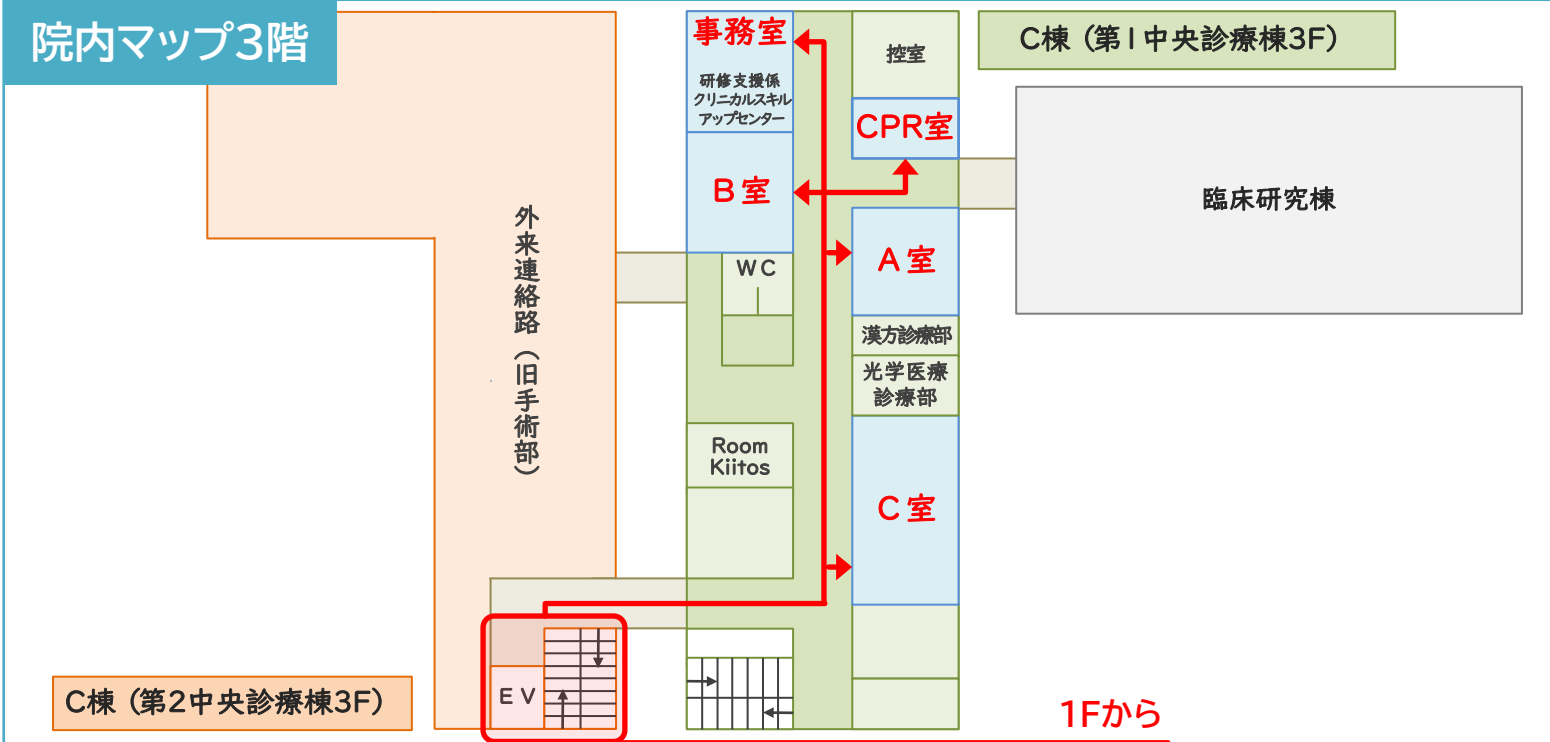 院内マップ3階
事務室
研修支援係
クリニカルスキル
アップセンター
控室
C棟（第1中央診療棟3F）
CPR室
B室
臨床研究棟
外来連絡路（旧手術部）
WC
A室
漢方診療部
光学医療
診療部
Room
Kiitos
C室
EV
C棟（第2中央診療棟3F）
1Fから